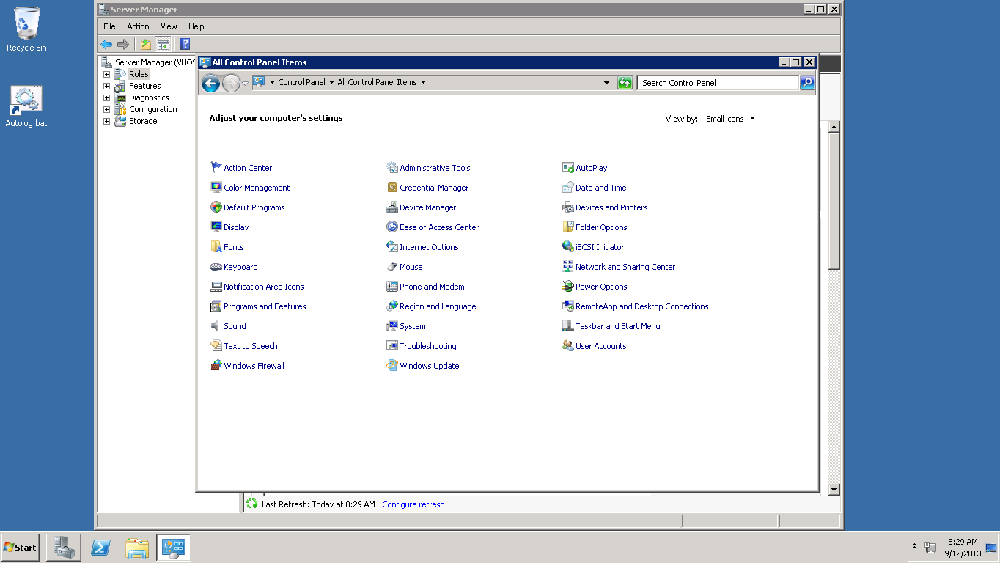 Recycle Bin
Autolog.bat
Server Manager
File Action View Help
Server Manager (VHOS
Roles
Features
Diagnostics
Configuration
Storage
All Control Panel Items
Control Panel All Control Panel Items
Search Control Panel
Adjust your computer's settings
View by: Small icons
Action Center Administrative Tools AutoPlay
Color Management Credential Manager Date and Time
Default Programs Device Manager Devices and Printers
Display Ease of Access Center Folder Options
Fonts Internet Options iSCSI Initiator
Keyboard Mouse Network and Sharing Center
Notification Area Icons Phone and Modem Power Options
Programs and Features Region and Language RemoteApp and Desktop Connections
Sound System Taskbar and Start Menu
Text to Speech Troubleshooting User Accounts
Windows Firewall Windows Update
Last Refresh: Today at 8:29 AM Configure refresh
Start
8:29 AM
9/12/2013